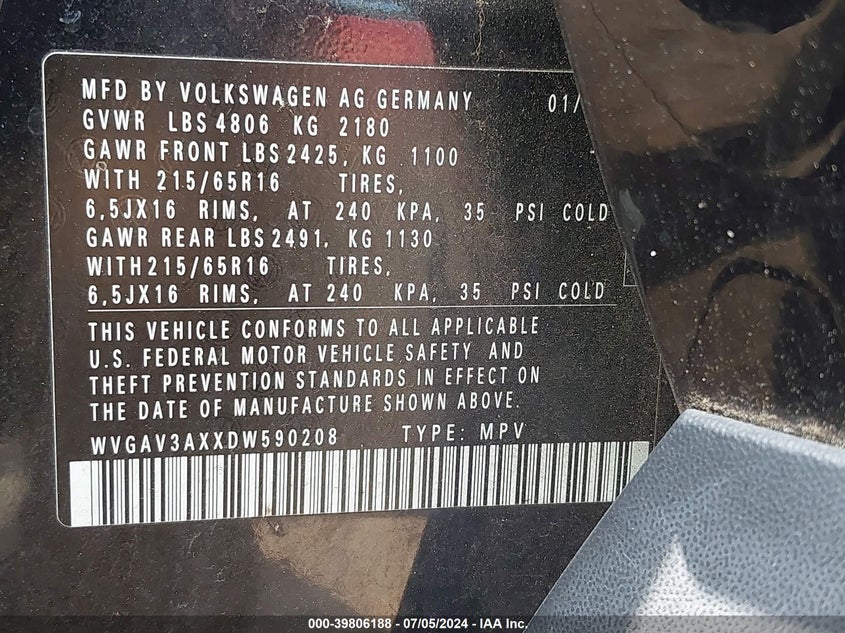 MFD BY VOLKSWAGEN AG GERMANY 01/
GVWR LBS 4806 KG 2180
GAWR FRONT LBS 2425, KG 1100
WITH 215/65R16 TIRES,
6,5JX16 RIMS, AT 240 KPA, 35 PSI COLD
GAWR REAR LBS 2491, KG 1130
WITH 215/65R16 TIRES,
6,5JX16 RIMS, AT 240 KPA, 35 PSI COLD
THIS VEHICLE CONFORMS TO ALL APPLICABLE
U.S. FEDERAL MOTOR VEHICLE SAFETY AND
THEFT PREVENTION STANDARDS IN EFFECT ON
THE DATE OF MANUFACTURE SHOWN ABOVE.
WVGAV3AXXDW590208 TYPE: MPV
000-39806188 - 07/05/2024 - IAA Inc.